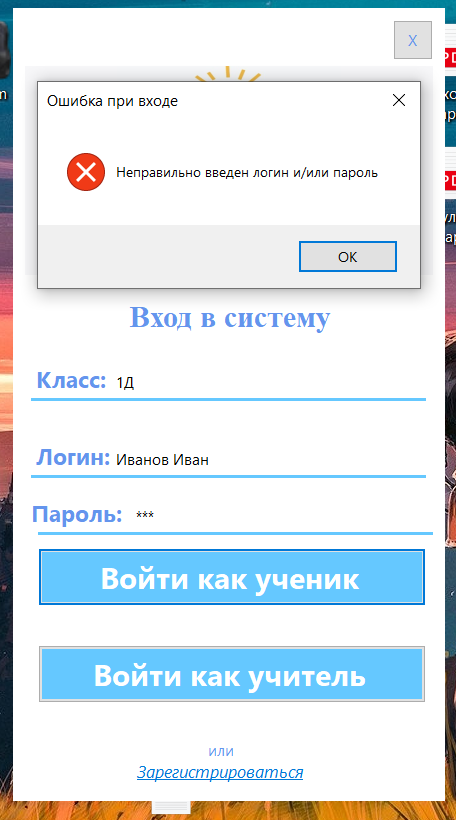 X
Ошибка при входе
Неправильно введен логин и/или пароль
ОК
Вход в систему
Класс: 1Д
Логин: Иванов Иван
Пароль: ***
Войти как ученик
Войти как учитель
или
Зарегистрироваться